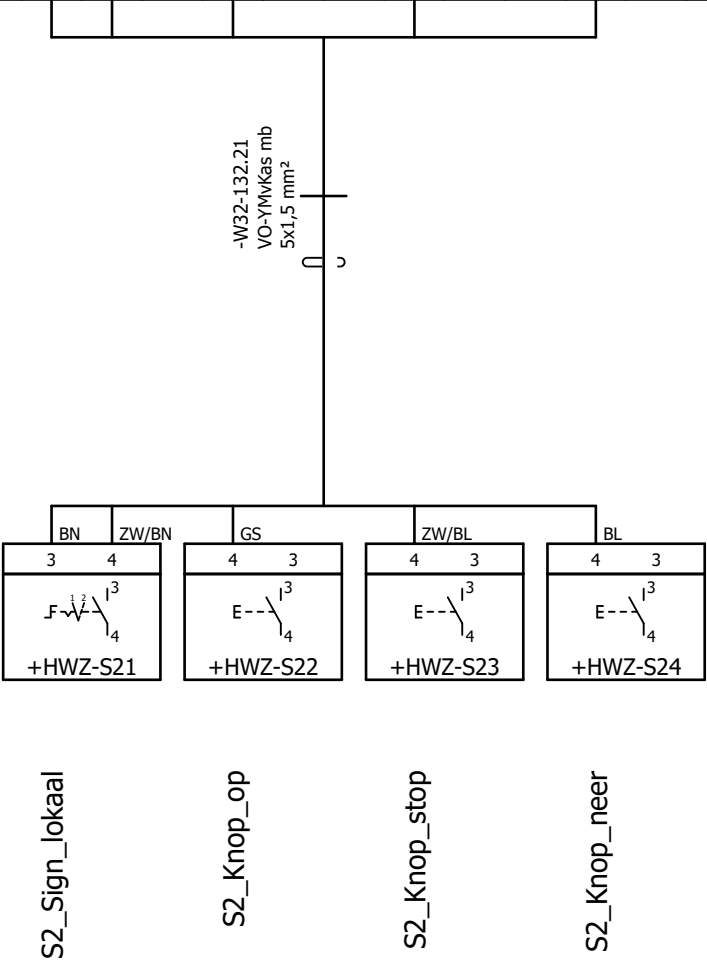 -W32-132.21
VO-YMvKas mb
5x1,5 mm²
BN ZW/BN GS ZW/BL BL
3 4 4 3 4 3 4 3
1 2 3 3 3 3
F E E E
4 4 4 4
+HWZ-S21 +HWZ-S22 +HWZ-S23 +HWZ-S24
S2_Sign_lokaal
S2_Knop_op
S2_Knop_stop
S2_Knop_neer